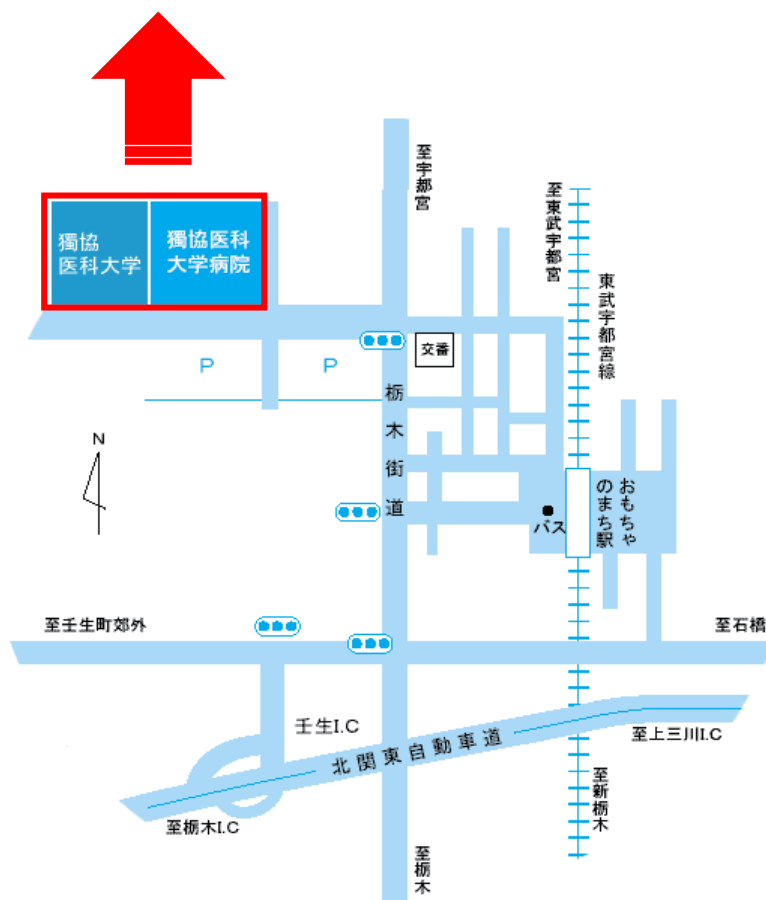 至宇都宮
至東武宇都宮
東武宇都宮線
獨協
医科大学
獨協医科
大学病院
交番
P
P
栃木街道
N
おもちゃ
のまち駅
バス
至壬生町郊外
至石橋
壬生I.C
北関東自動車道
至上三川I.C
至新栃木
至栃木I.C
至栃木